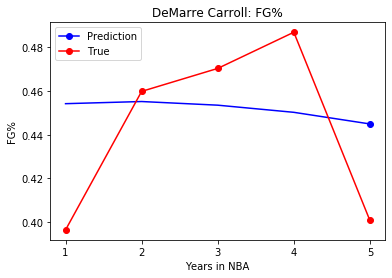 DeMarre Carroll: FG%
Prediction
True
0.48
0.46
0.44
0.42
0.40
FG%
1 2 3 4 5
Years in NBA